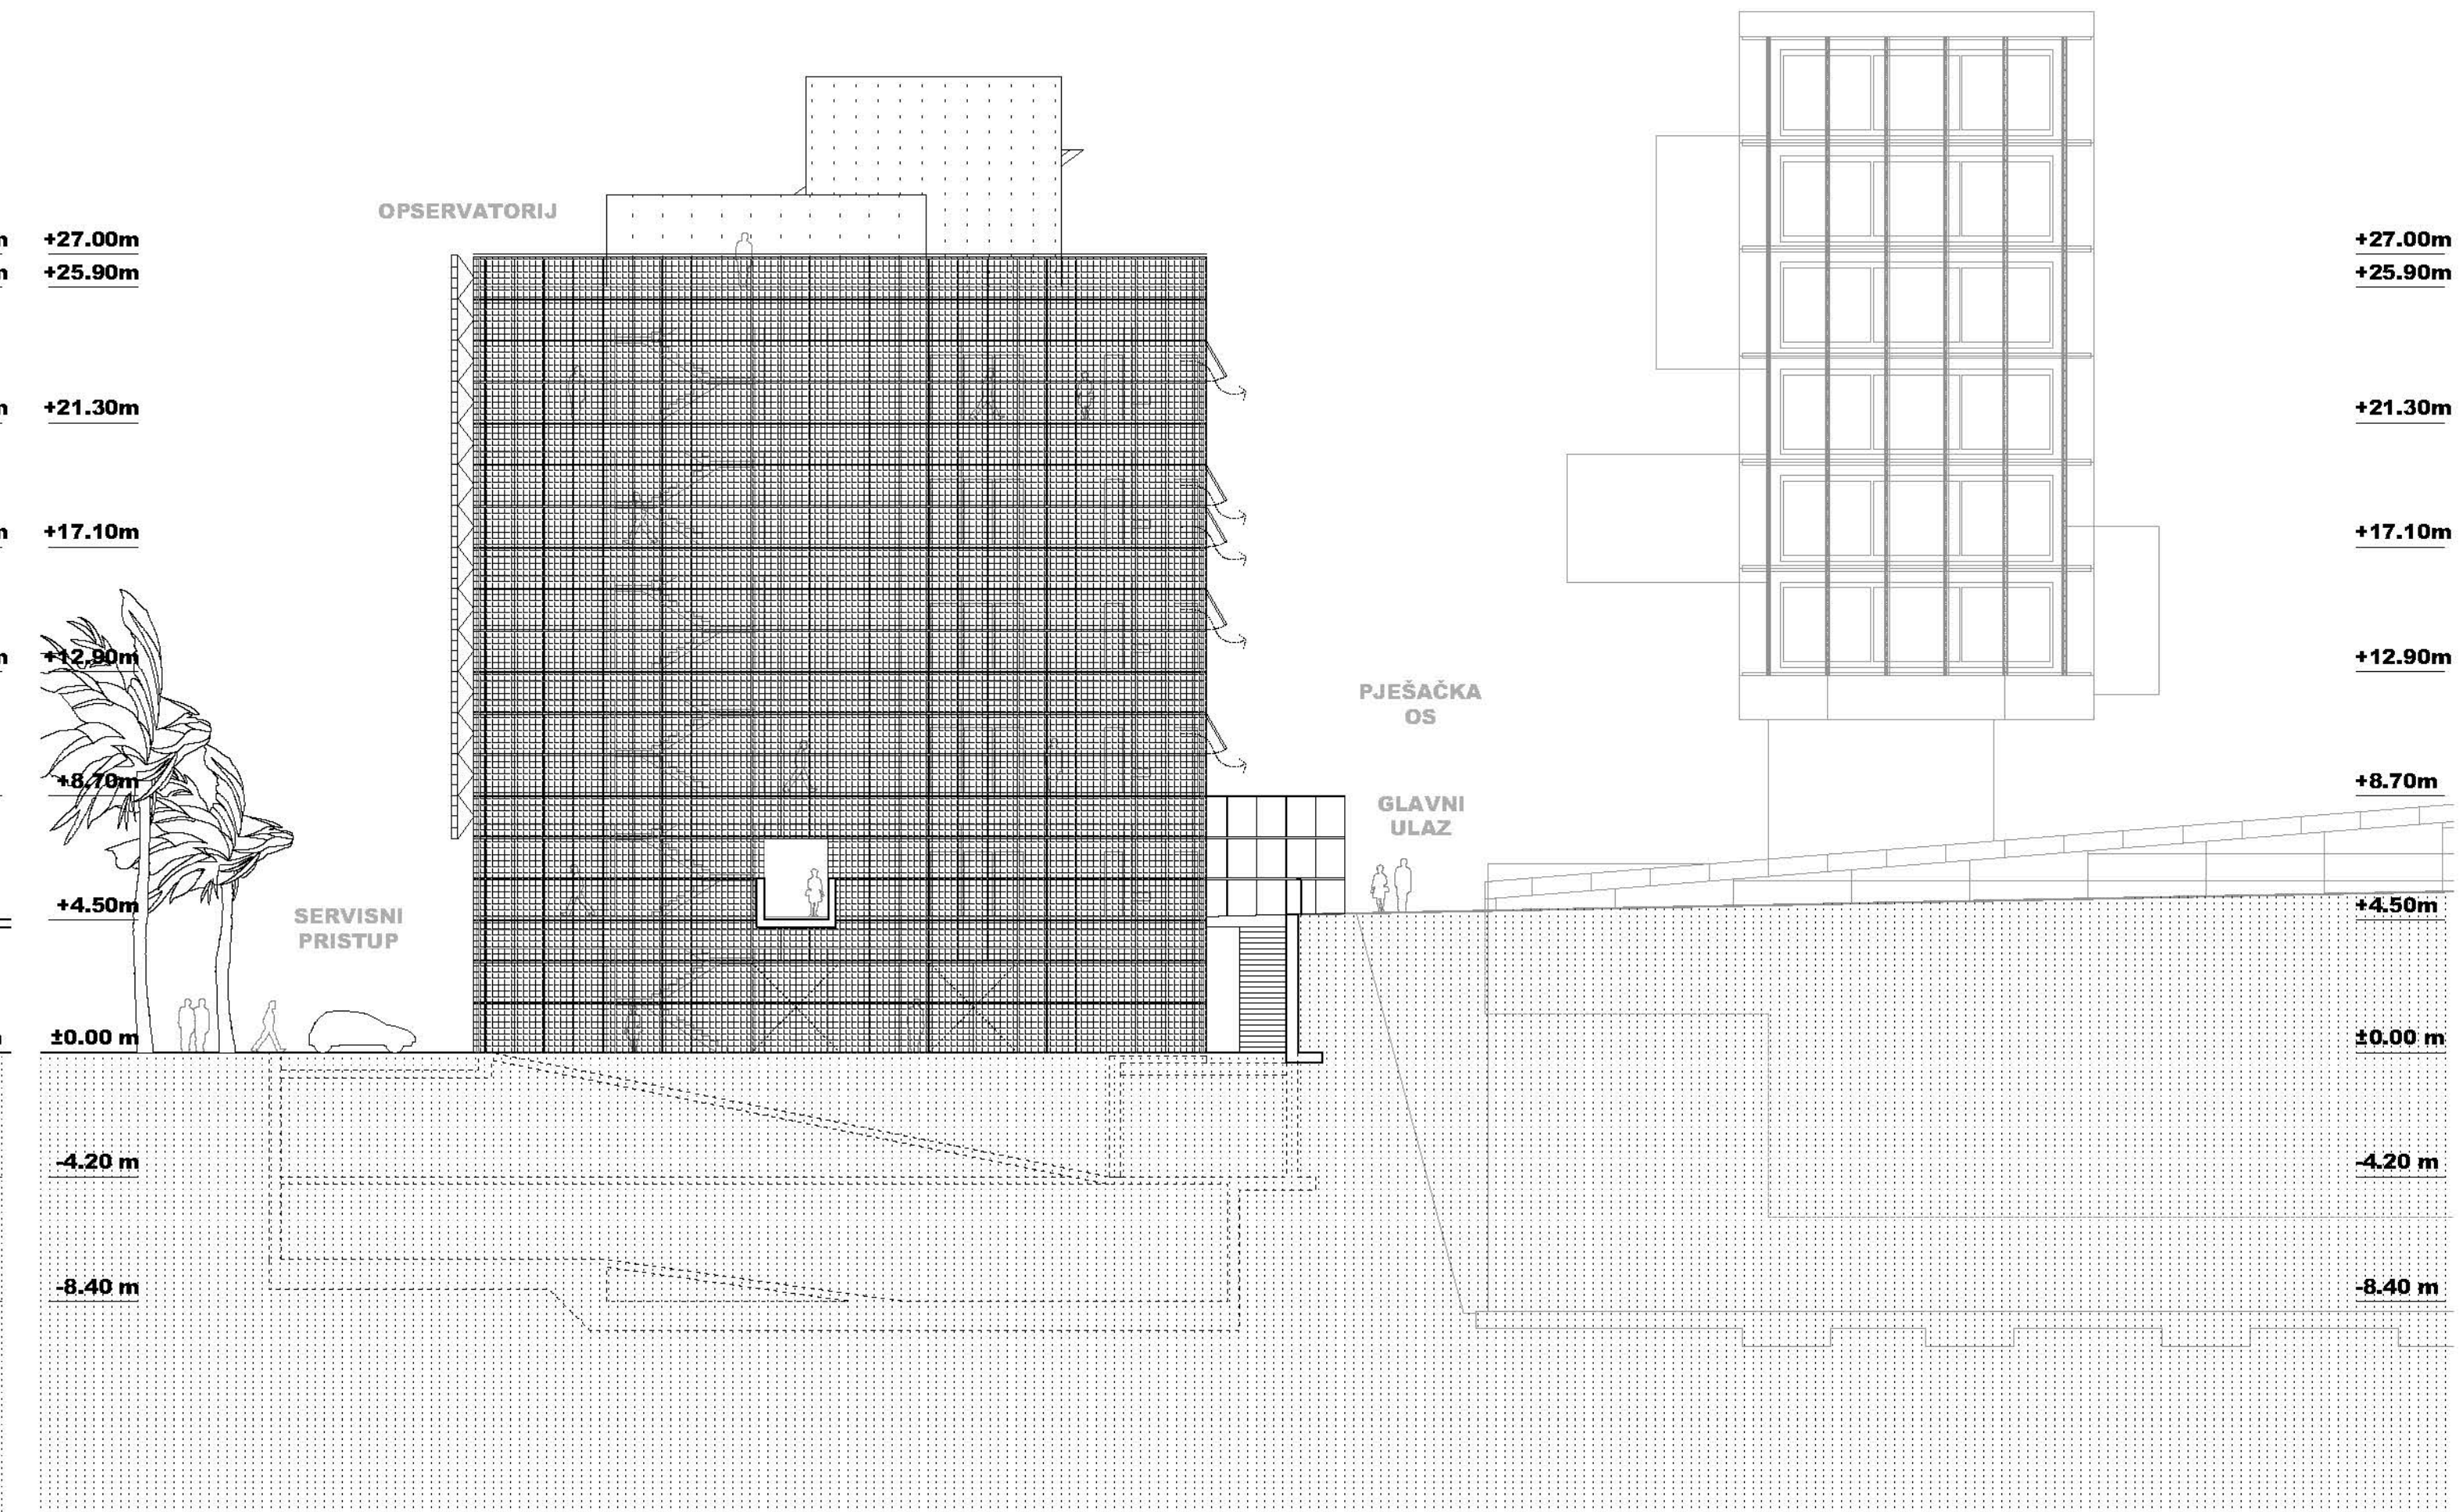 OPSERVATORIJ
m +27.00m
+27.00m
m +25.90m
+25.90m
m +21.30m
+21.30m
m +17.10m
+17.10m
m +12.90m
+12.90m
PJEŠAČKA
OS
+8.70m
+8.70m
GLAVNI
ULAZ
+4.50m
+4.50m
SERVISNI
PRISTUP
±0.00 m
±0.00 m
-4.20 m
-4.20 m
-8.40 m
-8.40 m